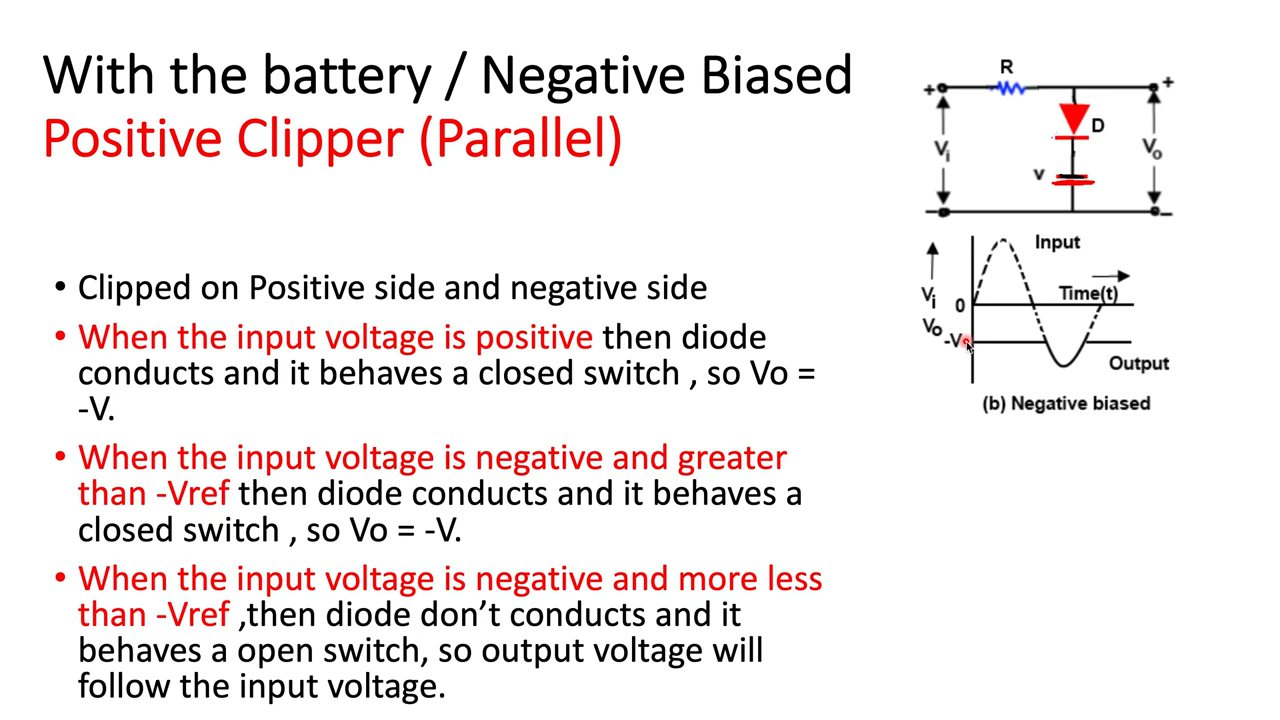 With the battery / Negative Biased
Positive Clipper (Parallel)
• Clipped on Positive side and negative side
• When the input voltage is positive then diode
conducts and it behaves a closed switch , so Vo =
-V.
• When the input voltage is negative and greater
than -Vref then diode conducts and it behaves a
closed switch , so Vo = -V.
• When the input voltage is negative and more less
than -Vref ,then diode don’t conducts and it
behaves a open switch, so output voltage will
follow the input voltage.
R
+ +
D
Vi Vo
v
– –
Input
Vi 0 Time(t)
Vo
Output
(b) Negative biased